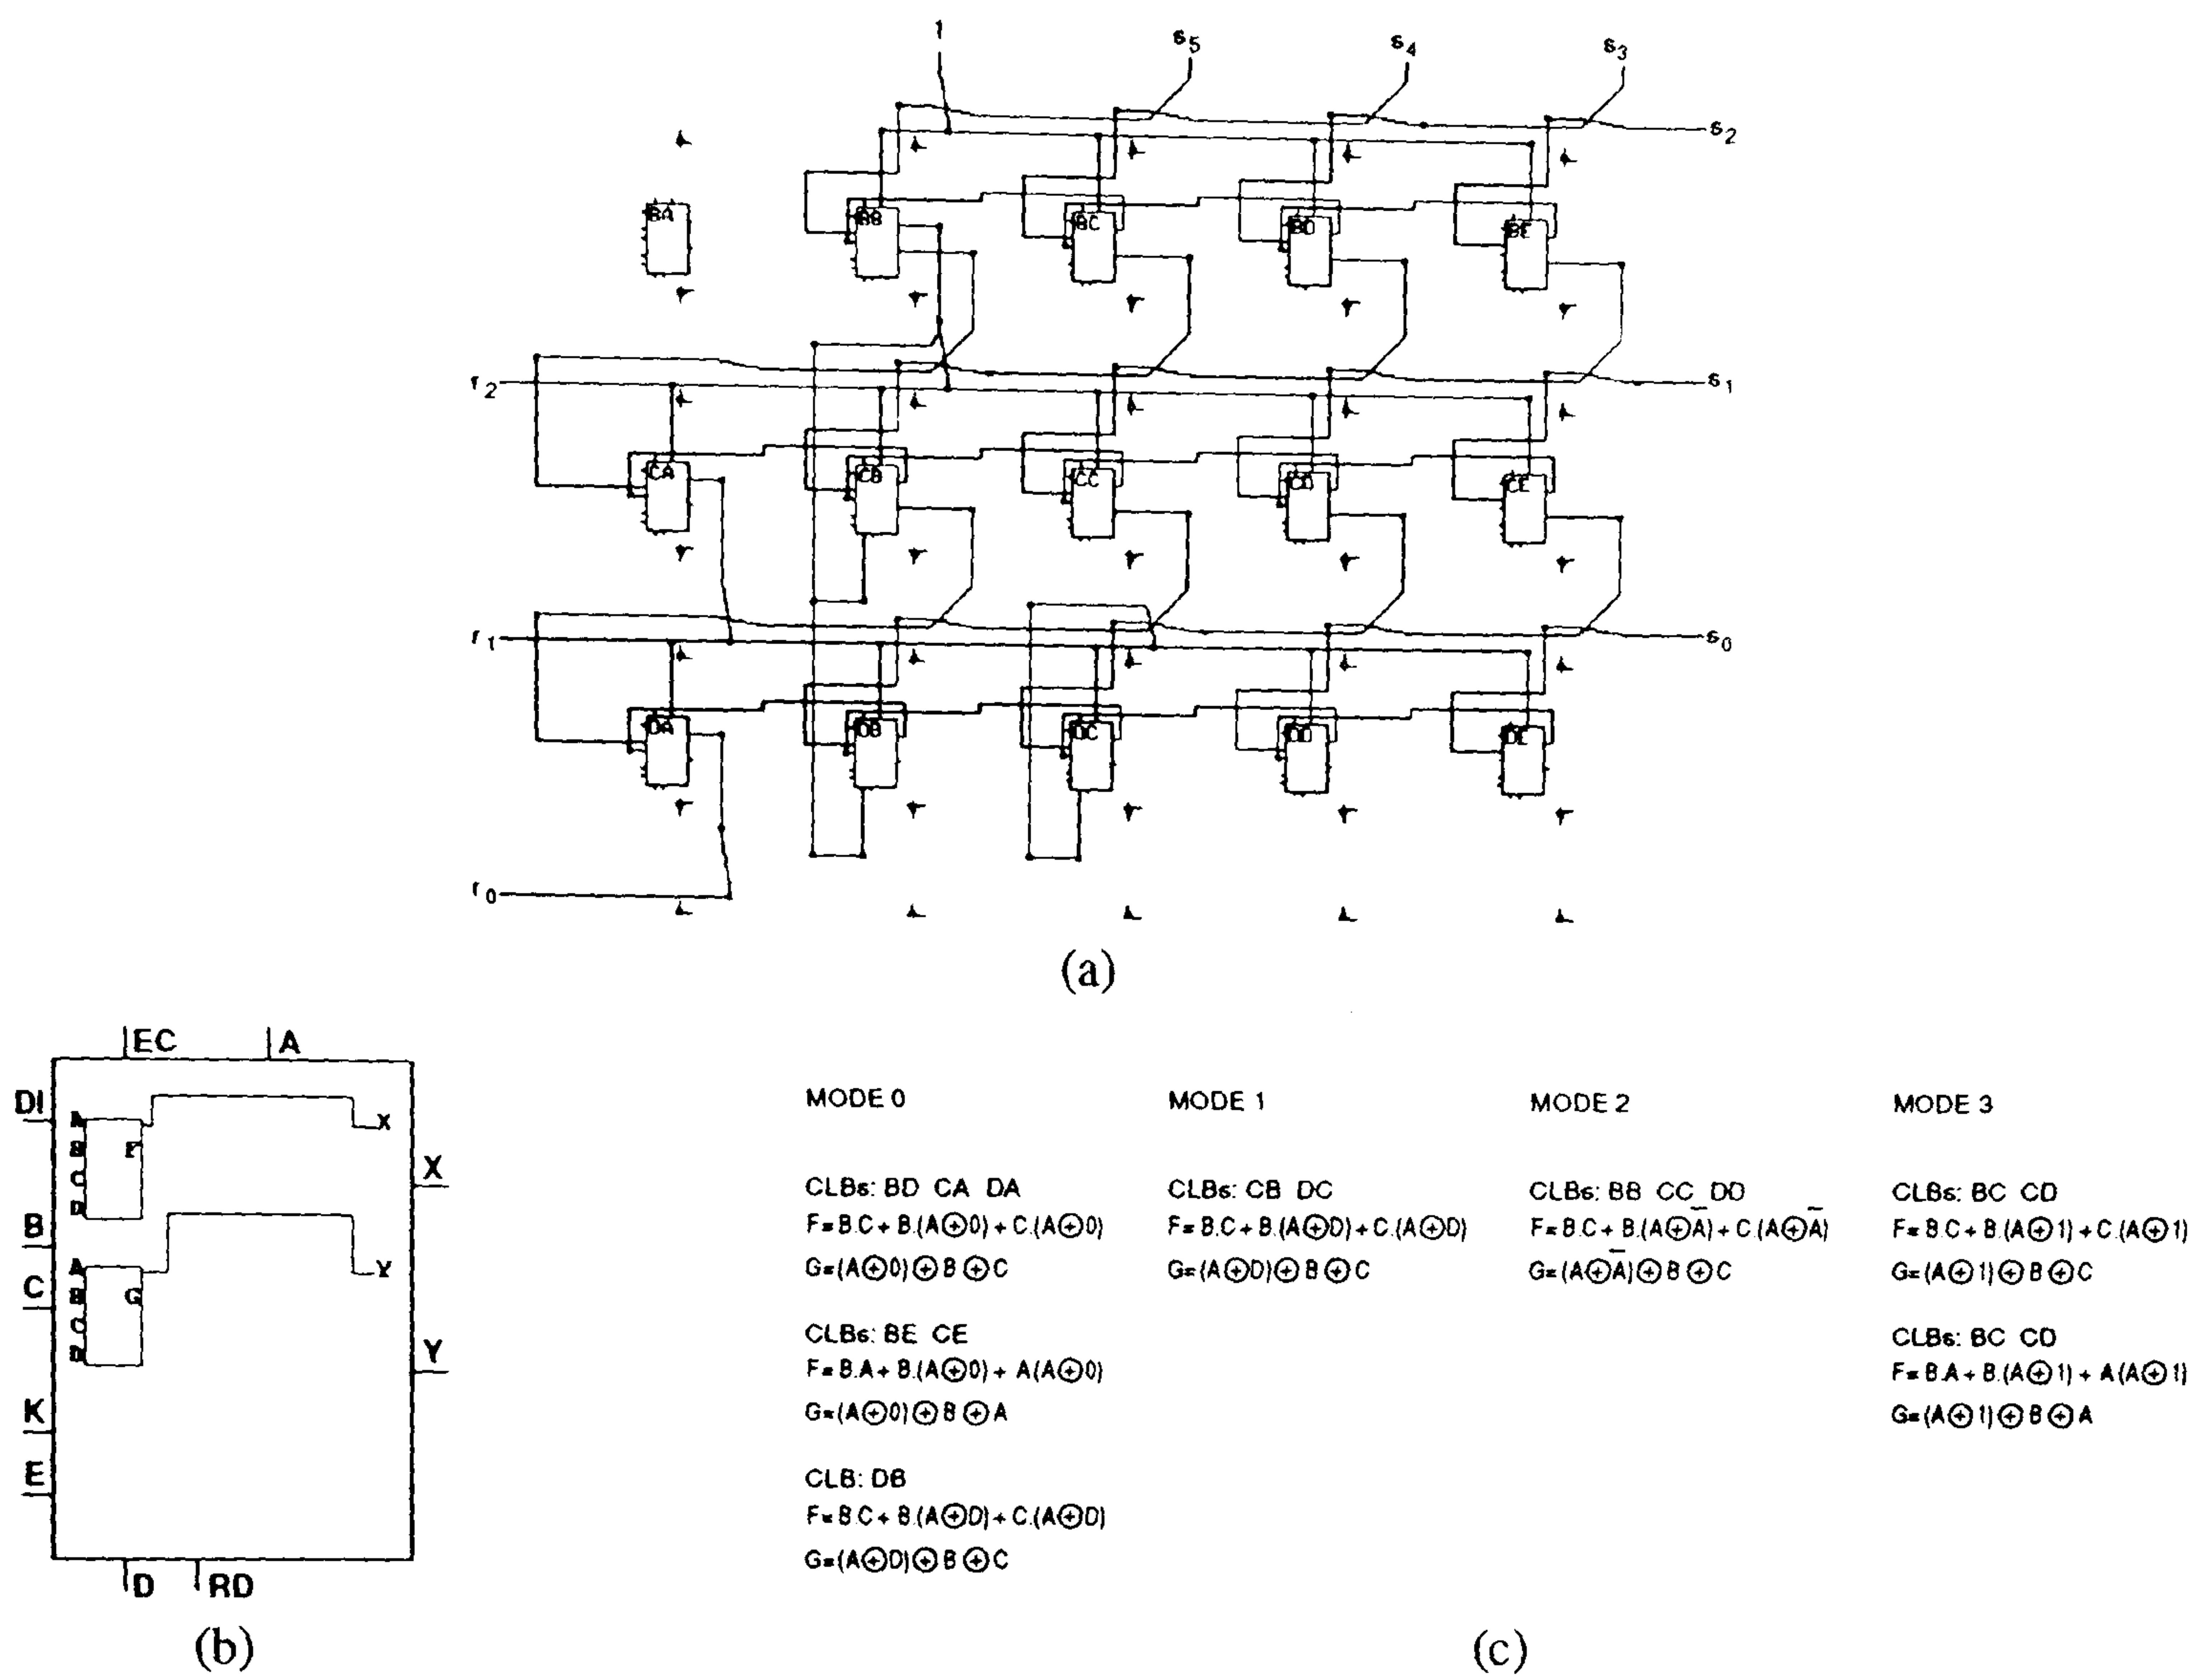 1 s5 s4 s3
s2
BA BB BC BD BE
r2 s1
CA CB CC CD CE
r1 s0
DA DB DC DD DE
r0
(a)
EC A
DI
A
B F
C
D
X
X
B
A
B G
C
D
Y
C
Y
K
E
D RD
(b)
MODE 0
CLBs: BD CA DA
F=B.C + B.(A⊕0) + C.(A⊕0)
G=(A⊕0)⊕B⊕C
CLBs: BE CE
F=B.A + B.(A⊕0) + A(A⊕0)
G=(A⊕0)⊕B⊕A
CLB: DB
F=B.C + B.(A⊕D) + C.(A⊕D)
G=(A⊕D)⊕B⊕C
MODE 1
CLBs: CB DC
F=B.C + B.(A⊕D) + C.(A⊕D)
G=(A⊕D)⊕B⊕C
MODE 2
CLBs: BB CC DD
F=B.C + B.(A⊕A̅) + C.(A⊕A̅)
G=(A⊕A̅)⊕B⊕C
MODE 3
CLBs: BC CD
F=B.C + B.(A⊕1) + C.(A⊕1)
G=(A⊕1)⊕B⊕C
CLBs: BC CD
F=B.A + B.(A⊕1) + A(A⊕1)
G=(A⊕1)⊕B⊕A
(c)